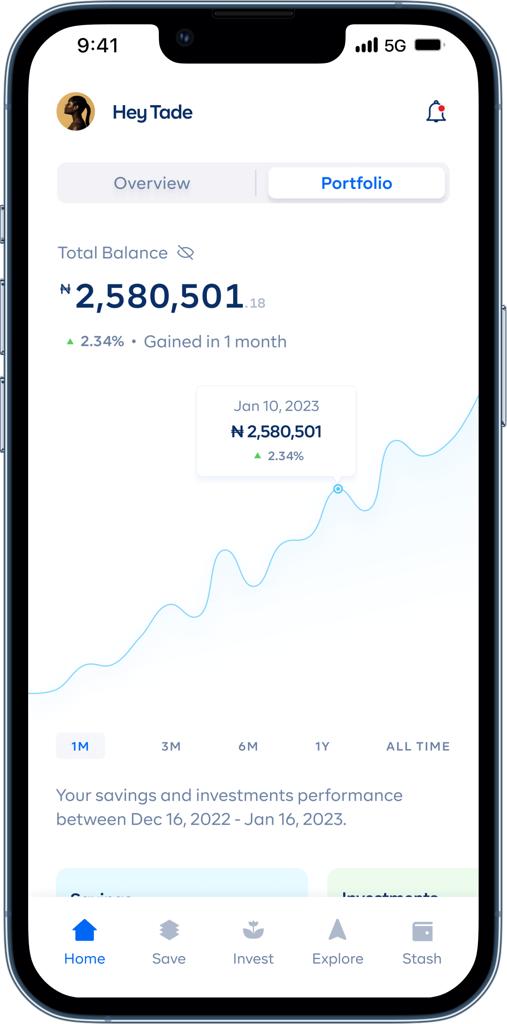 9:41 5G
Hey Tade
Overview Portfolio
Total Balance
₦2,580,501.18
2.34% • Gained in 1 month
Jan 10, 2023
₦2,580,501
2.34%
1M 3M 6M 1Y ALL TIME
Your savings and investments performance
between Dec 16, 2022 - Jan 16, 2023.
Savings Investments
Home Save Invest Explore Stash